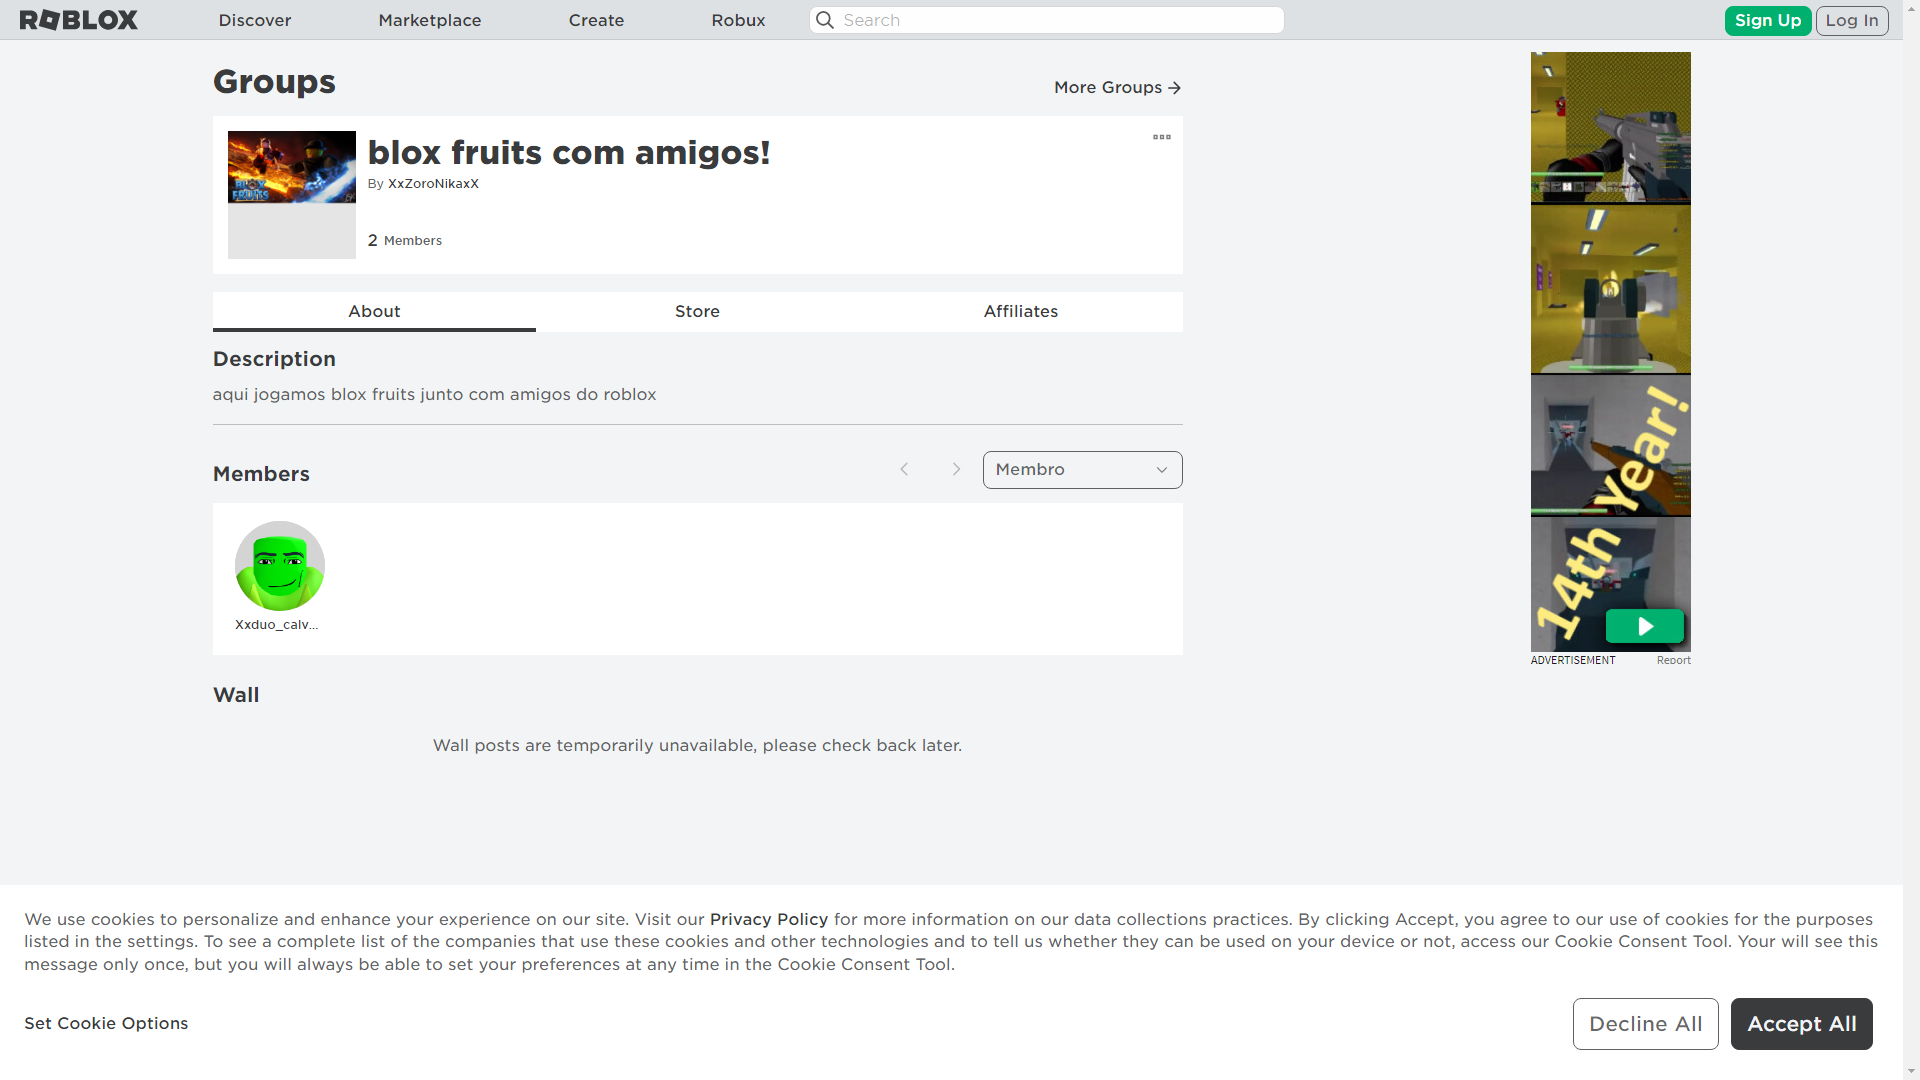 ROBLOX
Discover
Marketplace
Create
Robux
Search
Sign Up
Log In
Groups
More Groups
BLOX
FRUITS
blox fruits com amigos!
By XxZoroNikaxX
2 Members
About
Store
Affiliates
Description
aqui jogamos blox fruits junto com amigos do roblox
Members
Membro
Xxduo_calv...
Wall
Wall posts are temporarily unavailable, please check back later.
14th Year!
ADVERTISEMENT
Report
We use cookies to personalize and enhance your experience on our site. Visit our Privacy Policy for more information on our data collections practices. By clicking Accept, you agree to our use of cookies for the purposes
listed in the settings. To see a complete list of the companies that use these cookies and other technologies and to tell us whether they can be used on your device or not, access our Cookie Consent Tool. Your will see this
message only once, but you will always be able to set your preferences at any time in the Cookie Consent Tool.
Set Cookie Options
Decline All
Accept All